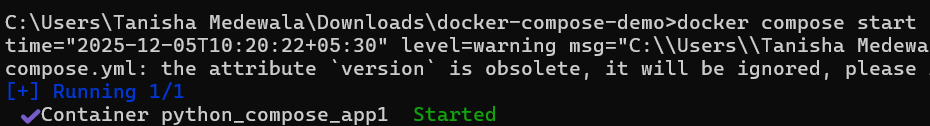 C:\Users\Tanisha Medewala\Downloads\docker-compose-demo>docker compose start
time="2025-12-05T10:20:22+05:30" level=warning msg="C:\\Users\\Tanisha Medewa
compose.yml: the attribute `version` is obsolete, it will be ignored, please
[+] Running 1/1
✔Container python_compose_app1  Started